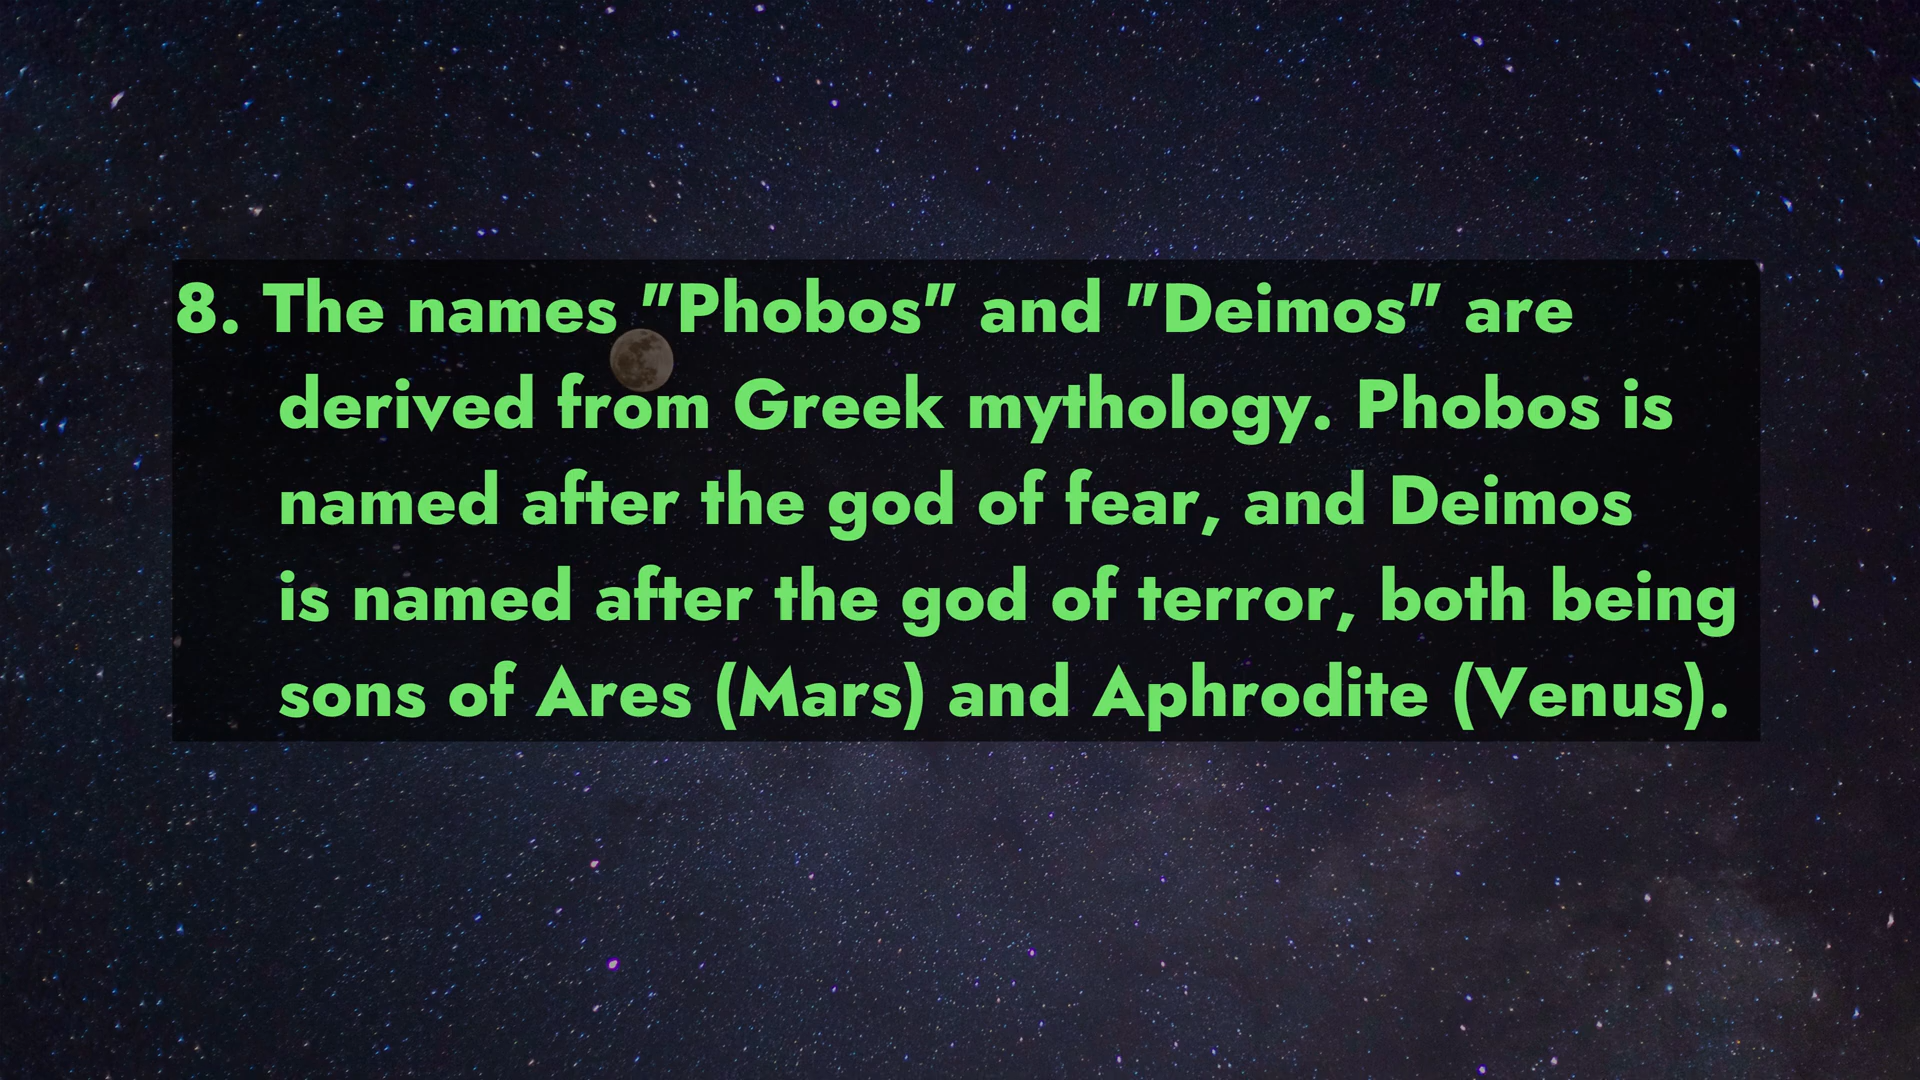 8. The names "Phobos" and "Deimos" are
derived from Greek mythology. Phobos is
named after the god of fear, and Deimos
is named after the god of terror, both being
sons of Ares (Mars) and Aphrodite (Venus).